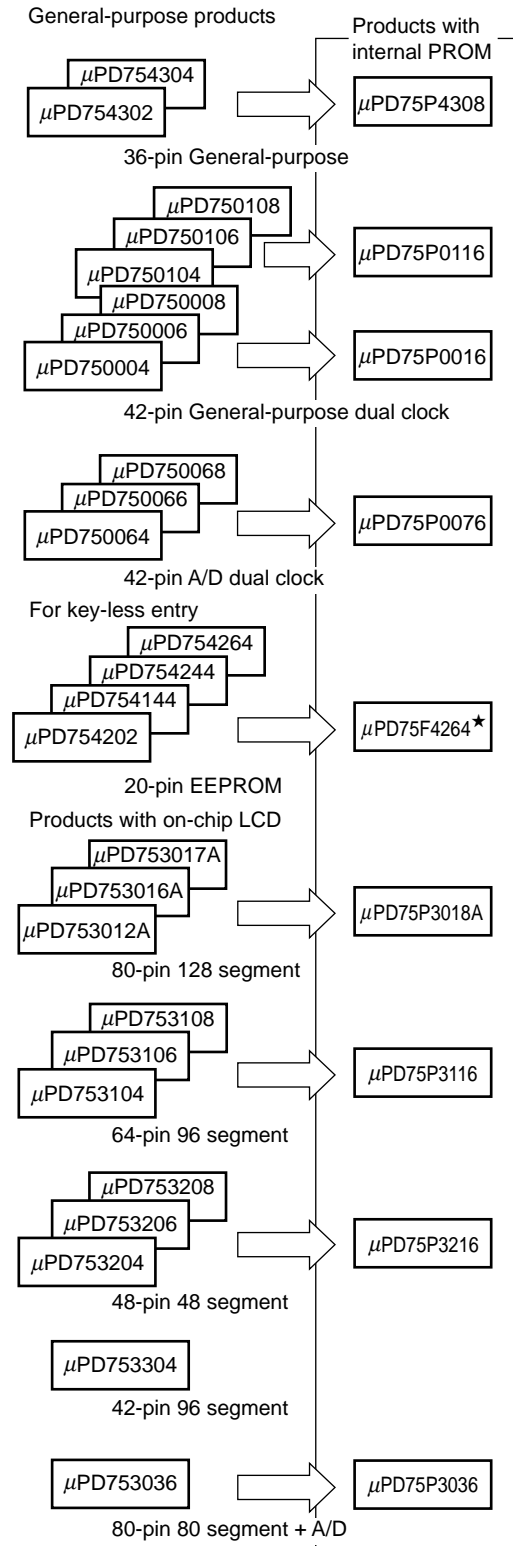 General-purpose products
Products with
internal PROM
μPD754304
μPD754302
μPD75P4308
36-pin General-purpose
μPD750108
μPD750106
μPD750104
μPD75P0116
μPD750008
μPD750006
μPD750004
μPD75P0016
42-pin General-purpose dual clock
μPD750068
μPD750066
μPD750064
μPD75P0076
42-pin A/D dual clock
For key-less entry
μPD754264
μPD754244
μPD754144
μPD754202
μPD75F4264★
20-pin EEPROM
Products with on-chip LCD
μPD753017A
μPD753016A
μPD753012A
μPD75P3018A
80-pin 128 segment
μPD753108
μPD753106
μPD753104
μPD75P3116
64-pin 96 segment
μPD753208
μPD753206
μPD753204
μPD75P3216
48-pin 48 segment
μPD753304
42-pin 96 segment
μPD753036
μPD75P3036
80-pin 80 segment + A/D